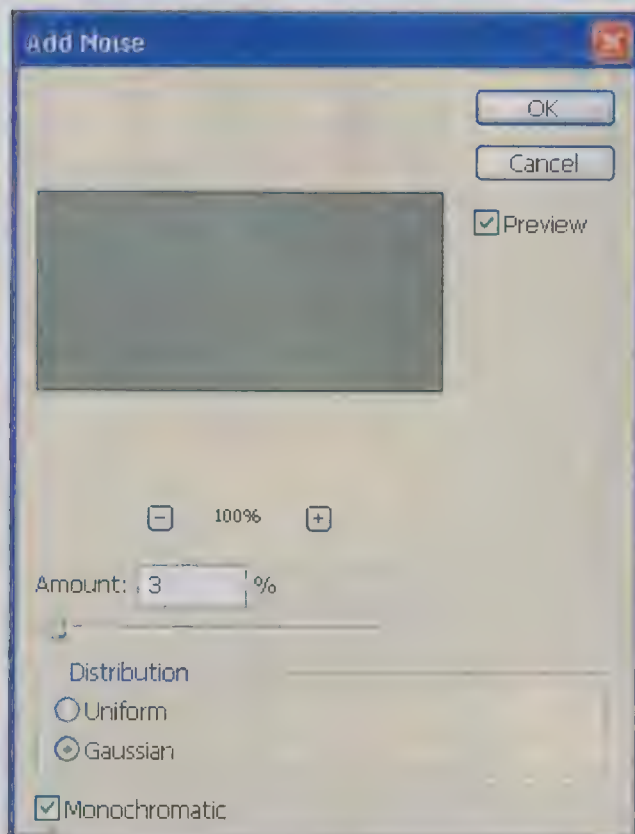 Add Noise
OK
Cancel
Preview
100%
Amount: 3 %
Distribution
Uniform
Gaussian
Monochromatic